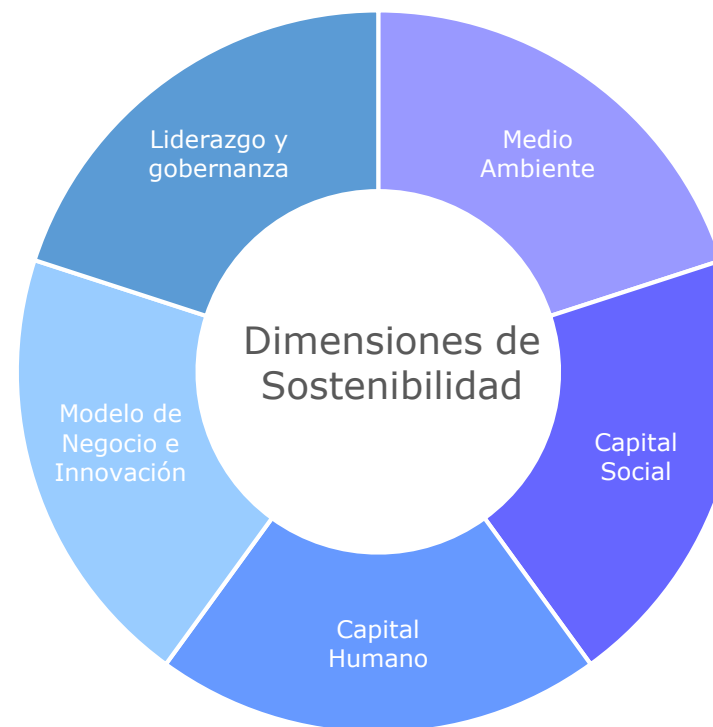 Liderazgo y
gobernanza
Medio
Ambiente
Dimensiones de
Sostenibilidad
Modelo de
Negocio e
Innovación
Capital
Social
Capital
Humano